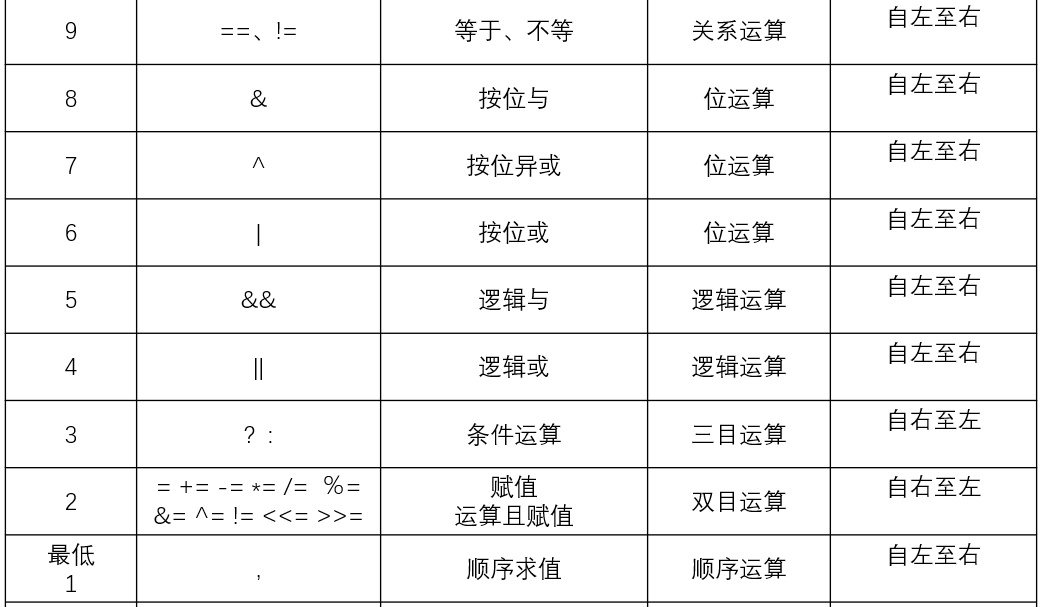 9 ==、!= 等于、不等 关系运算 自左至右
8 & 按位与 位运算 自左至右
7 ^ 按位异或 位运算 自左至右
6 | 按位或 位运算 自左至右
5 && 逻辑与 逻辑运算 自左至右
4 || 逻辑或 逻辑运算 自左至右
3 ? : 条件运算 三目运算 自右至左
2 = += -= *= /= %= 赋值 双目运算 自右至左
&= ^= != <<= >>= 运算且赋值
最低 , 顺序求值 顺序运算 自左至右
1